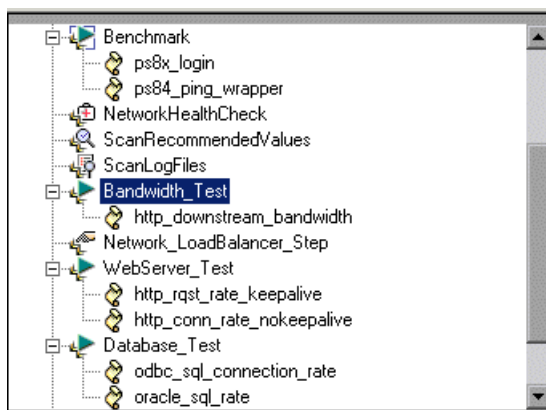 Benchmark
ps8x_login
ps84_ping_wrapper
NetworkHealthCheck
ScanRecommendedValues
ScanLogFiles
Bandwidth_Test
http_downstream_bandwidth
Network_LoadBalancer_Step
WebServer_Test
http_rqst_rate_keepalive
http_conn_rate_nokeepalive
Database_Test
odbc_sql_connection_rate
oracle_sql_rate